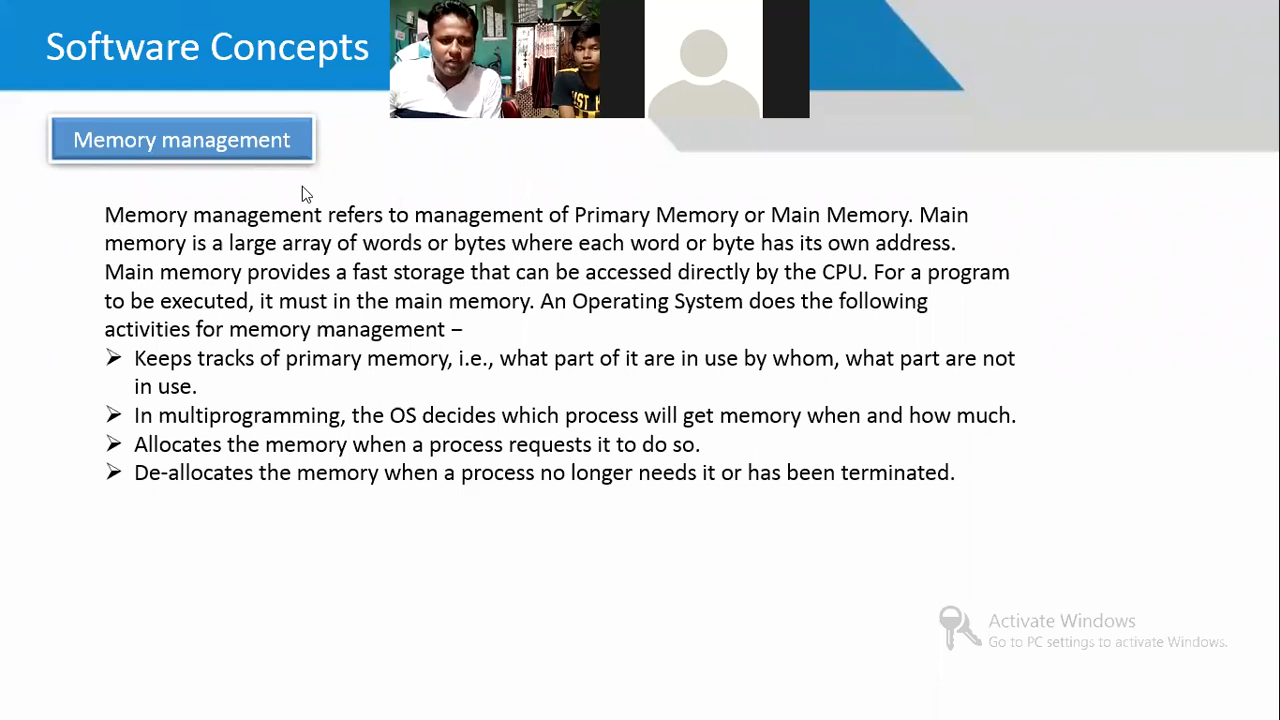 Software Concepts
Memory management
Memory management refers to management of Primary Memory or Main Memory. Main
memory is a large array of words or bytes where each word or byte has its own address.
Main memory provides a fast storage that can be accessed directly by the CPU. For a program
to be executed, it must in the main memory. An Operating System does the following
activities for memory management –
➢ Keeps tracks of primary memory, i.e., what part of it are in use by whom, what part are not
in use.
➢ In multiprogramming, the OS decides which process will get memory when and how much.
➢ Allocates the memory when a process requests it to do so.
➢ De-allocates the memory when a process no longer needs it or has been terminated.
Activate Windows
Go to PC settings to activate Windows.